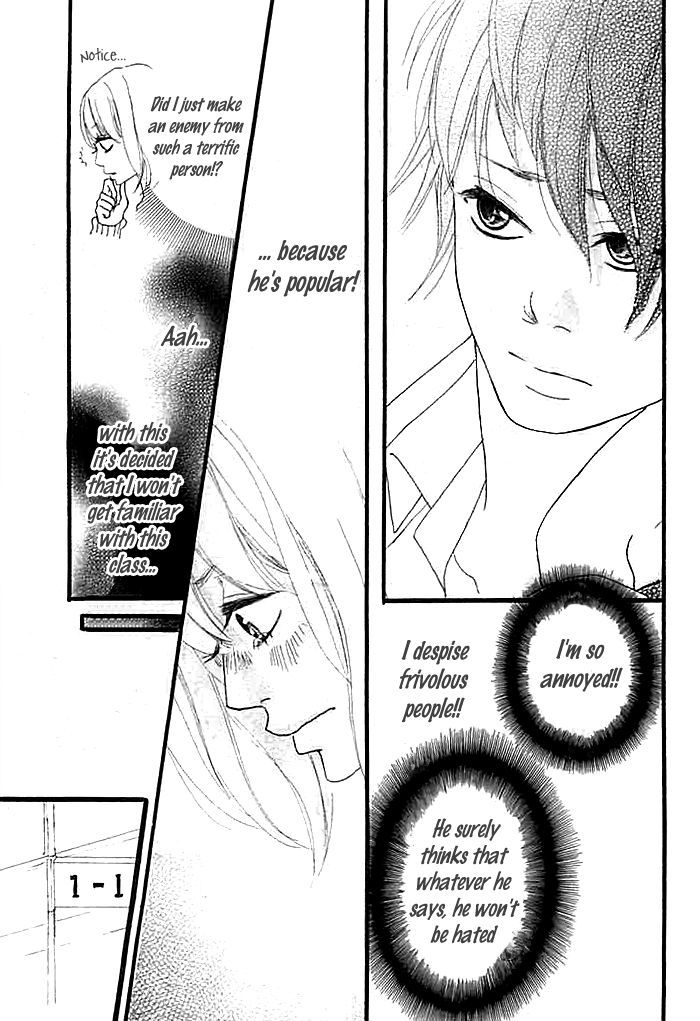 I'm so
annoyed!!
I despise
frivolous
people!!
He surely
thinks that
whatever he
says, he won't
be hated
... because
he's popular!
Notice...
Did I just make
an enemy from
such a terrific
person!?
Aah...
with this
it's decided
that I won't
get familiar
with this
class...
1-1